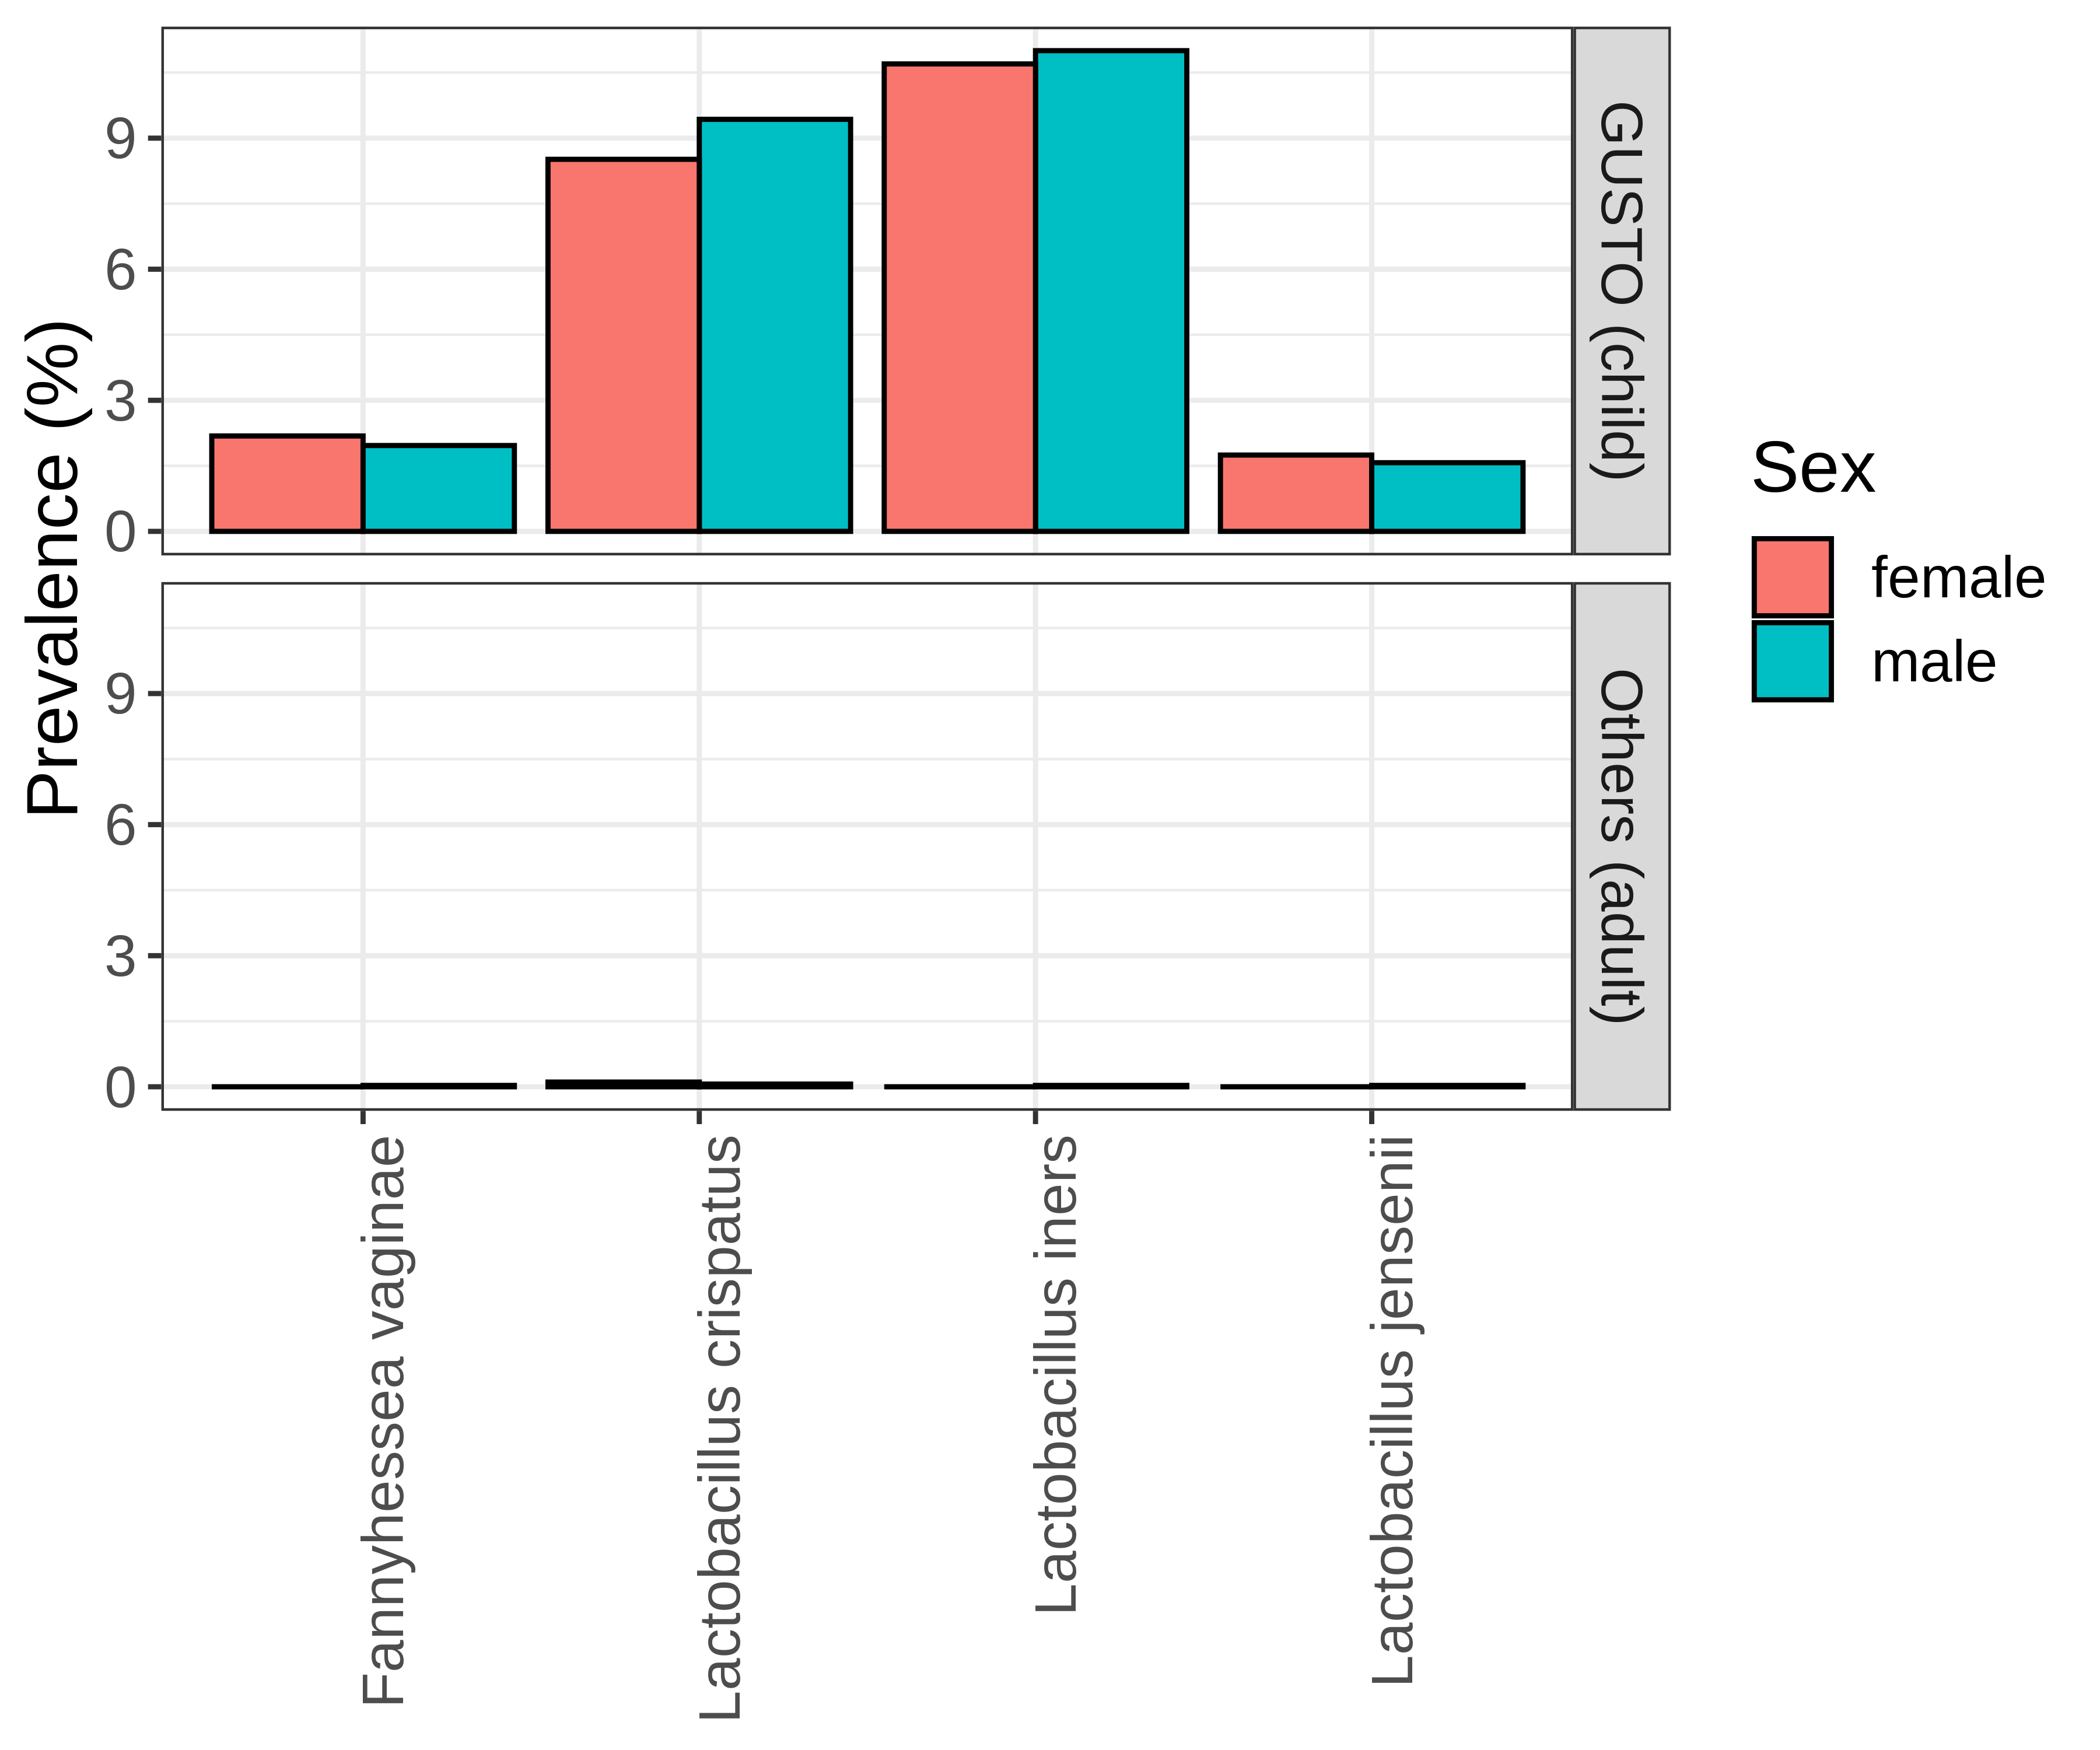 Prevalence (%)
9
6
3
0
GUSTO (child)
9
6
3
0
Others (adult)
Fannyhessea vaginae
Lactobacillus crispatus
Lactobacillus iners
Lactobacillus jensenii
Sex
female
male